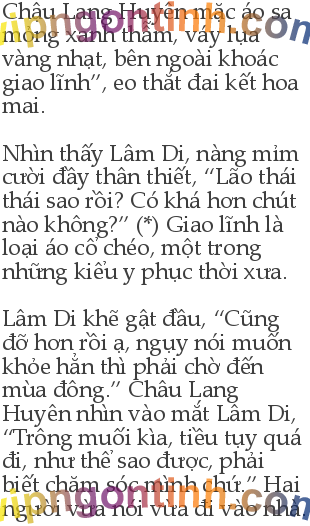 Châu Lang Huyên mặc áo sa
mỏng xanh thẫm, váy lụa
vàng nhạt, bên ngoài khoác
giao lĩnh”, eo thắt đai kết hoa
mai.
Nhìn thấy Lâm Di, nàng mỉm
cười đầy thân thiết, “Lão thái
thái sao rồi? Có khá hơn chút
nào không?” (*) Giao lĩnh là
loại áo cổ chéo, một trong
những kiểu y phục thời xưa.
Lâm Di khẽ gật đầu, “Cũng
đỡ hơn rồi ạ, ngụy nói muốn
khỏe hẳn thì phải chờ đến
mùa đông.” Châu Lang
Huyên nhìn vào mắt Lâm Di,
“Trông muối kìa, tiều tụy quá
đi, như thế sao được, phải
biết chăm sóc mình chứ.” Hai
người vừa nói vừa đi vào nhà,
vipngontinh.com
vipngontinh.com